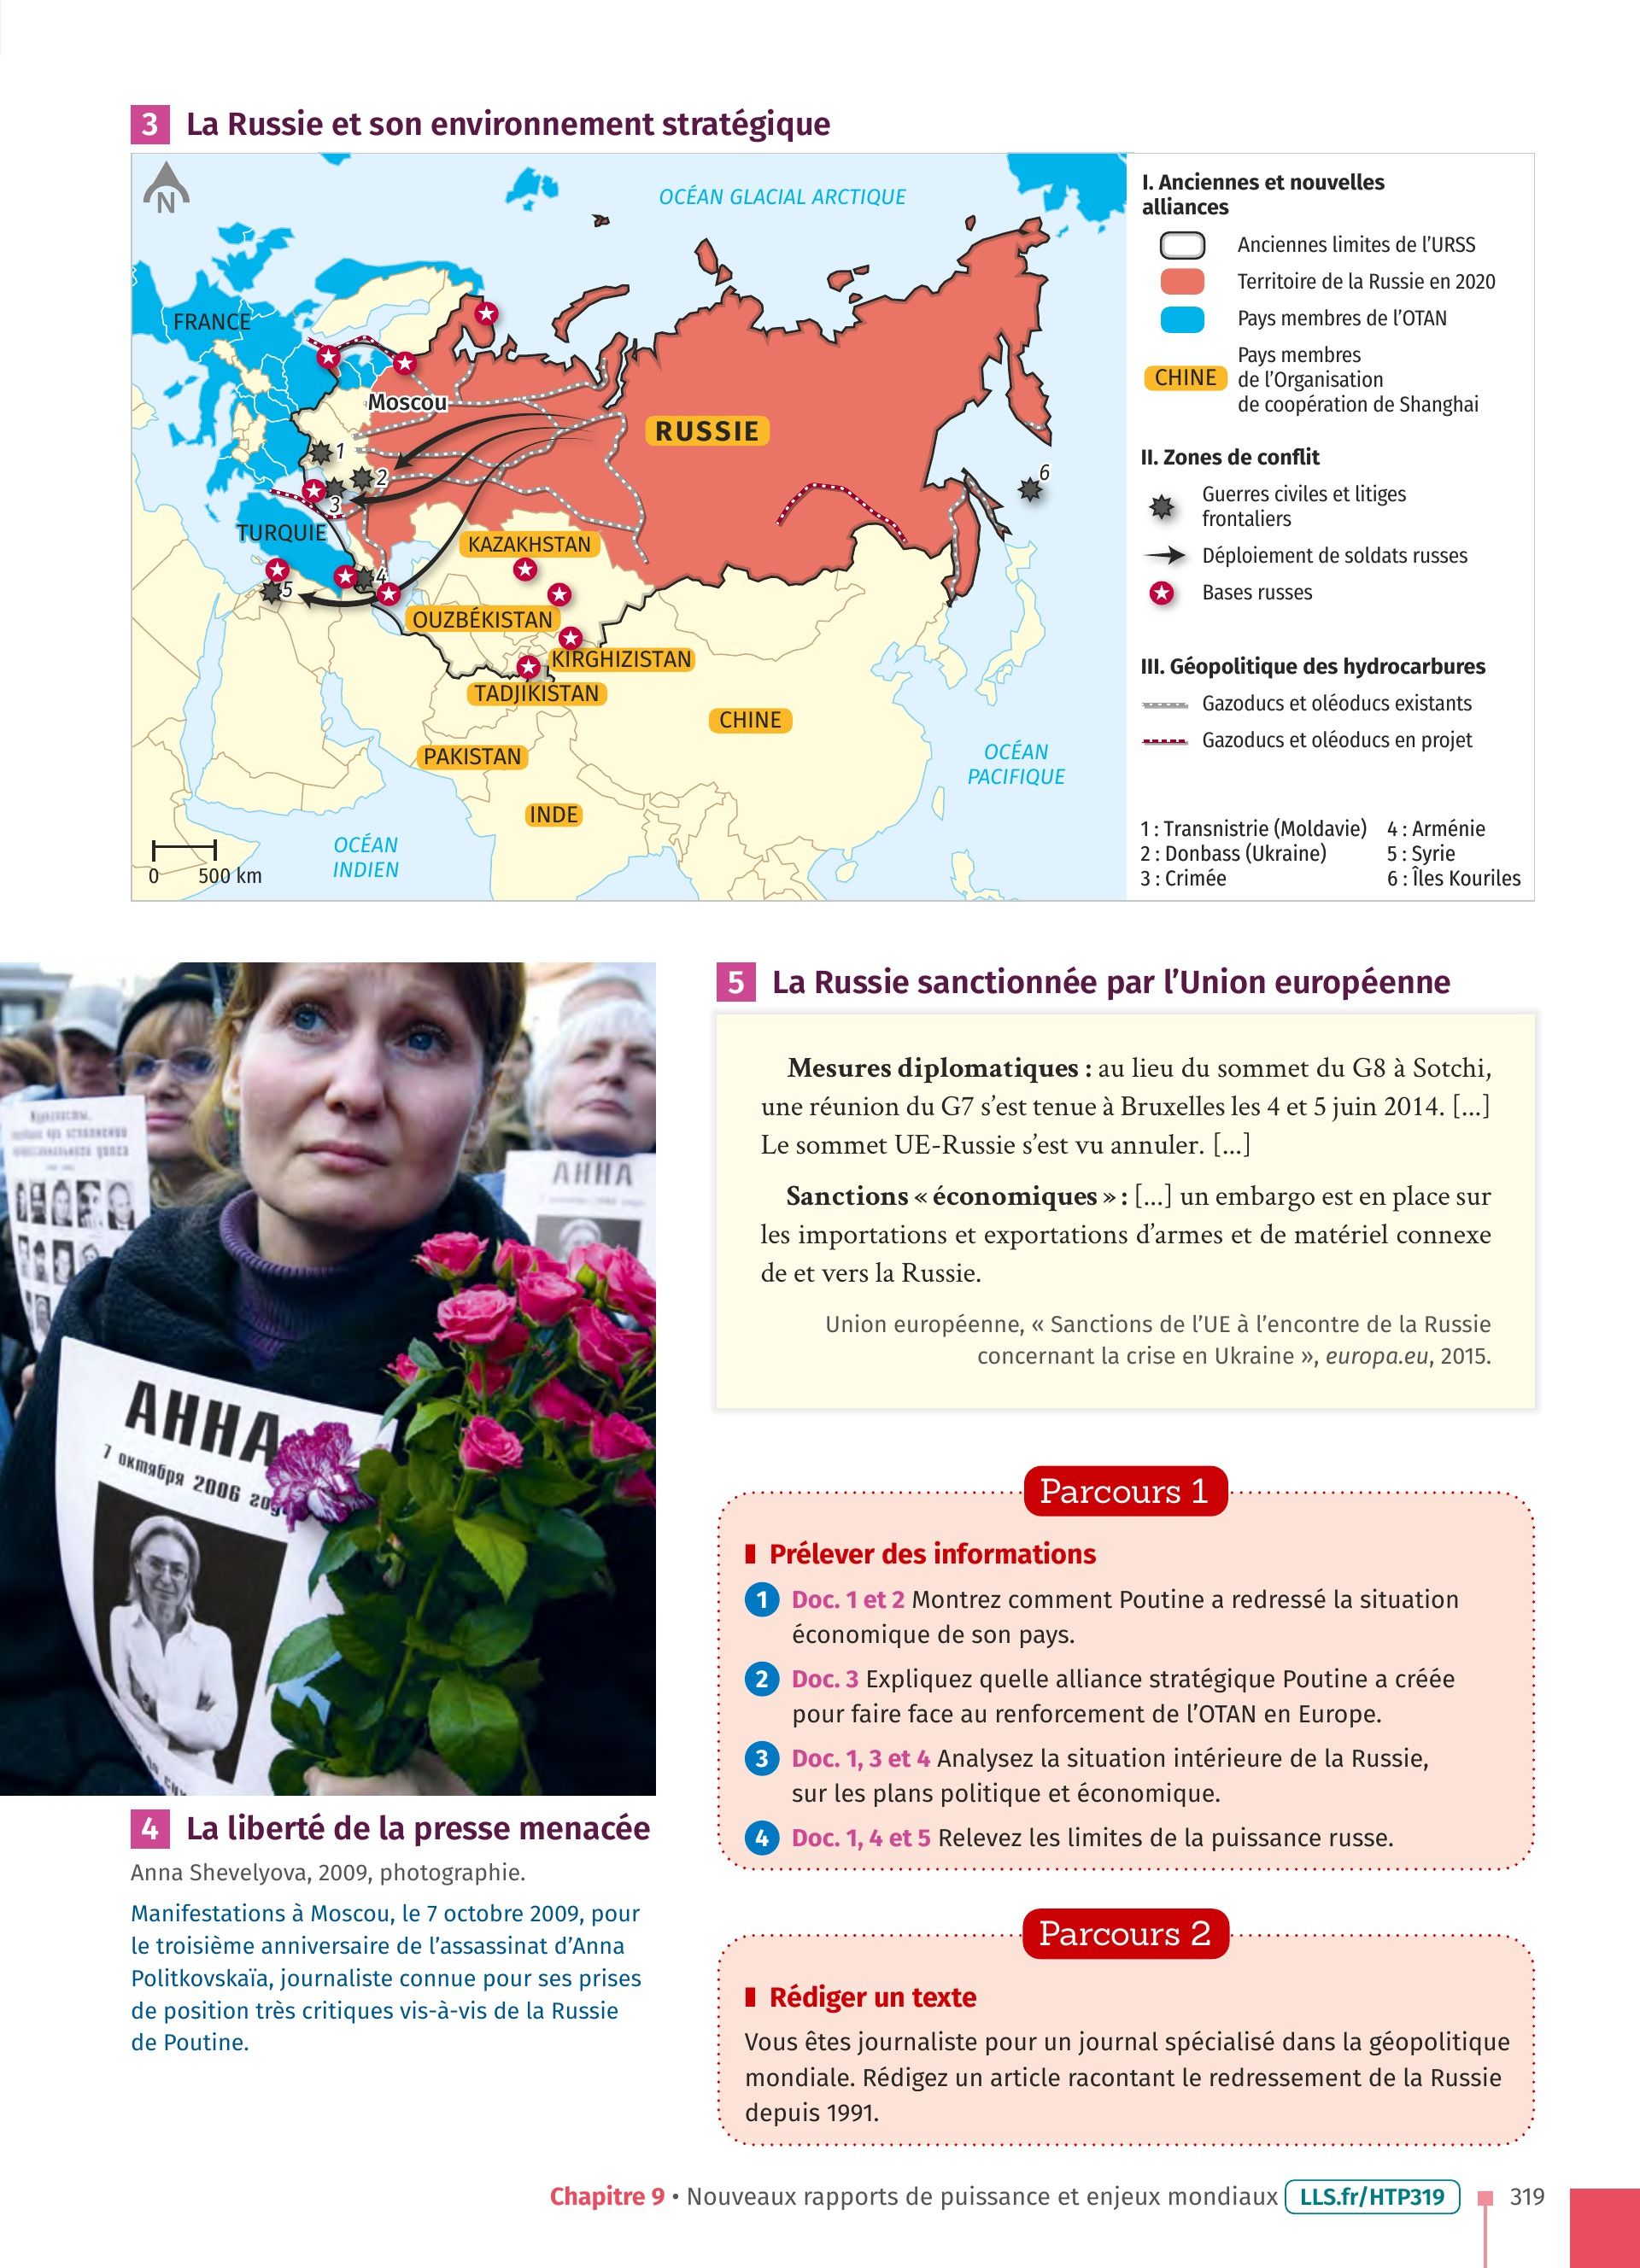 3 La Russie et son environnement stratégique
N
OCÉAN GLACIAL ARCTIQUE
FRANCE
Moscou
RUSSIE
1
2
3
6
TURQUIE
KAZAKHSTAN
4
5
OUZBÉKISTAN
KIRGHIZISTAN
TADJIKISTAN
CHINE
PAKISTAN
OCÉAN
PACIFIQUE
INDE
OCÉAN
INDIEN
0 500 km
I. Anciennes et nouvelles
alliances
Anciennes limites de l’URSS
Territoire de la Russie en 2020
Pays membres de l’OTAN
CHINE
Pays membres
de l’Organisation
de coopération de Shanghai
II. Zones de conflit
Guerres civiles et litiges
frontaliers
Déploiement de soldats russes
Bases russes
III. Géopolitique des hydrocarbures
Gazoducs et oléoducs existants
Gazoducs et oléoducs en projet
1 : Transnistrie (Moldavie) 4 : Arménie
2 : Donbass (Ukraine) 5 : Syrie
3 : Crimée 6 : Îles Kouriles
АННА
АННА
7 октября 2006
4 La liberté de la presse menacée
Anna Shevelyova, 2009, photographie.
Manifestations à Moscou, le 7 octobre 2009, pour
le troisième anniversaire de l’assassinat d’Anna
Politkovskaïa, journaliste connue pour ses prises
de position très critiques vis-à-vis de la Russie
de Poutine.
5 La Russie sanctionnée par l’Union européenne
Mesures diplomatiques : au lieu du sommet du G8 à Sotchi,
une réunion du G7 s’est tenue à Bruxelles les 4 et 5 juin 2014. [...]
Le sommet UE-Russie s’est vu annuler. [...]
Sanctions « économiques » : [...] un embargo est en place sur
les importations et exportations d’armes et de matériel connexe
de et vers la Russie.
Union européenne, « Sanctions de l’UE à l’encontre de la Russie
concernant la crise en Ukraine », europa.eu, 2015.
Parcours 1
Prélever des informations
1 Doc. 1 et 2 Montrez comment Poutine a redressé la situation
économique de son pays.
2 Doc. 3 Expliquez quelle alliance stratégique Poutine a créée
pour faire face au renforcement de l’OTAN en Europe.
3 Doc. 1, 3 et 4 Analysez la situation intérieure de la Russie,
sur les plans politique et économique.
4 Doc. 1, 4 et 5 Relevez les limites de la puissance russe.
Parcours 2
Rédiger un texte
Vous êtes journaliste pour un journal spécialisé dans la géopolitique
mondiale. Rédigez un article racontant le redressement de la Russie
depuis 1991.
Chapitre 9 • Nouveaux rapports de puissance et enjeux mondiaux LLS.fr/HTP319 319